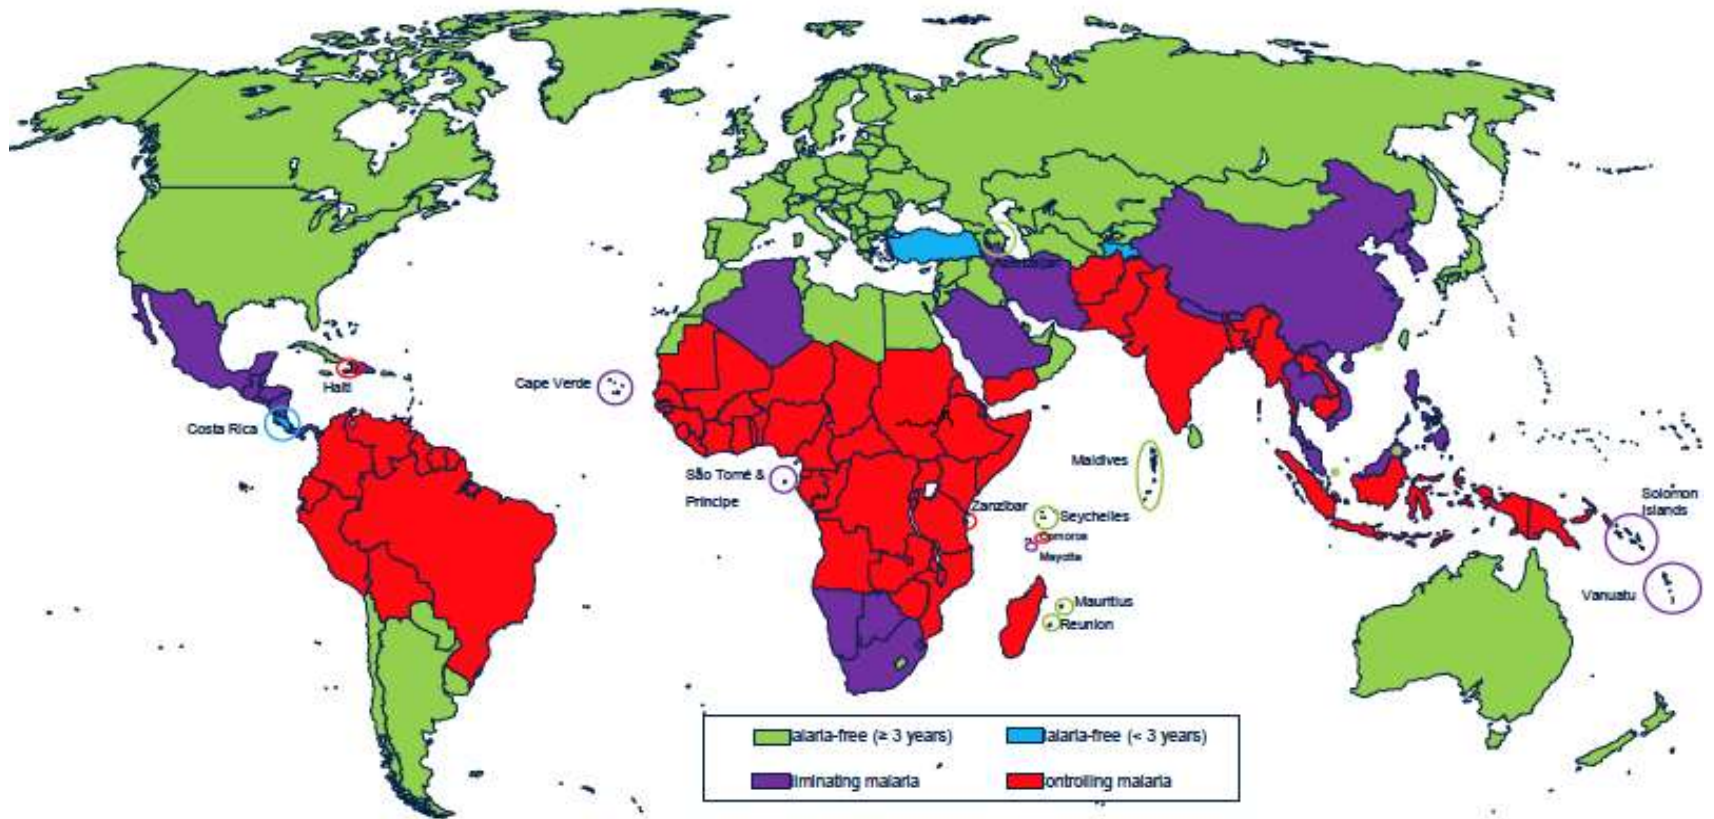 Haiti
Cape Verde
Costa Rica
São Tomé &
Principe
Maldives
Zanzibar
Seychelles
Comoros
Mayotte
Mauritius
Reunion
Solomon
Islands
Vanuatu
alaria-free (≥ 3 years)
alaria-free (< 3 years)
liminating malaria
ontrolling malaria